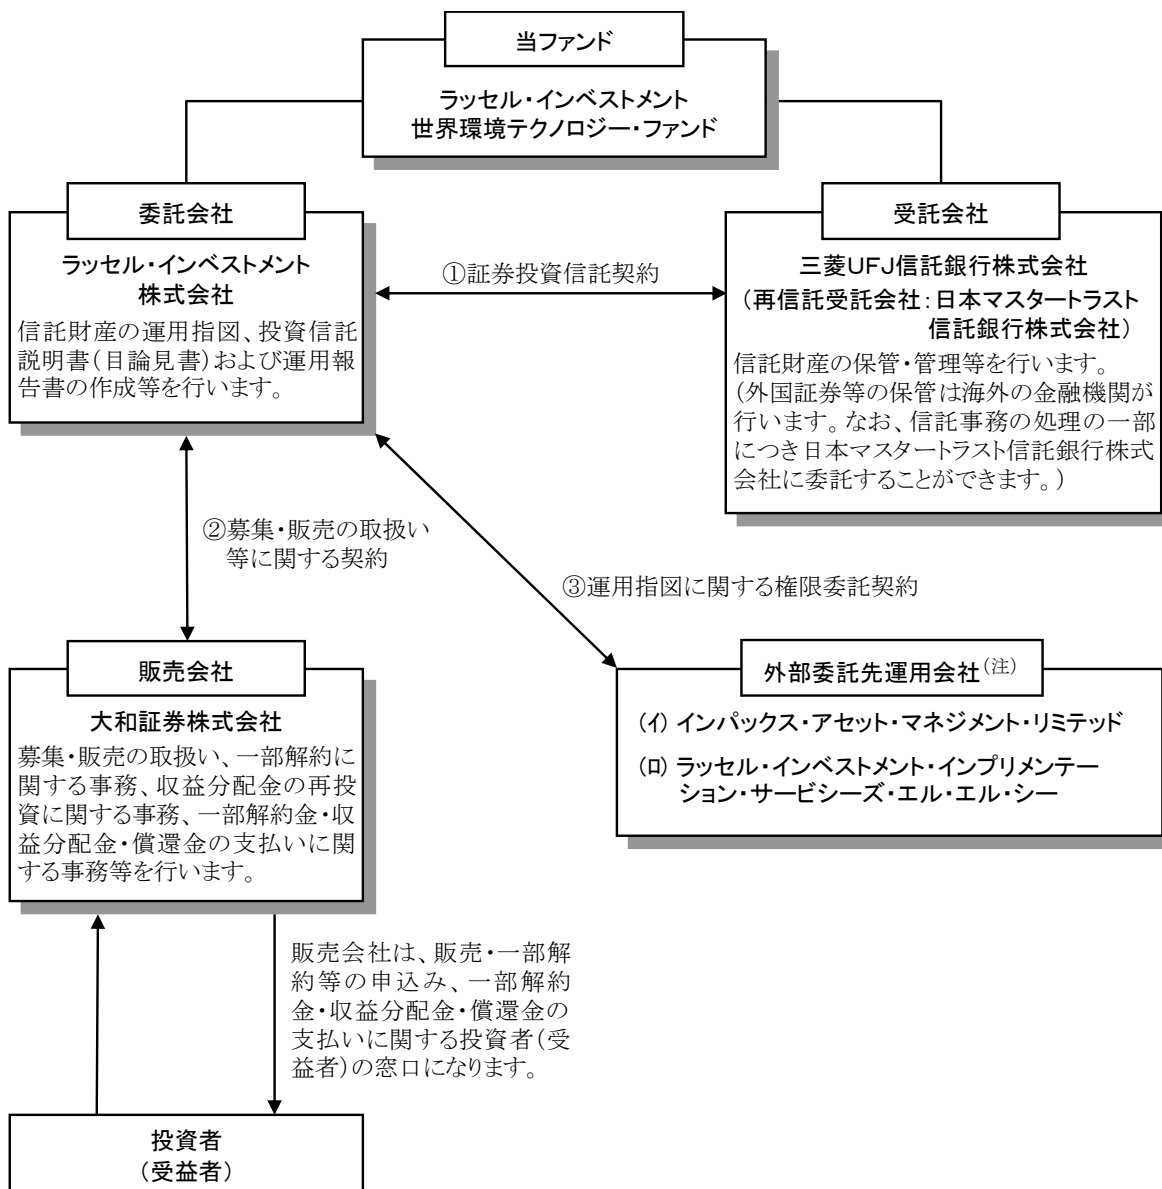 当ファンド
ラッセル・インベストメント
世界環境テクノロジー・ファンド
委託会社
ラッセル・インベストメント
株式会社
信託財産の運用指図、投資信託
説明書(目論見書)および運用報
告書の作成等を行います。
①証券投資信託契約
受託会社
三菱UFJ信託銀行株式会社
(再信託受託会社:日本マスタートラスト
信託銀行株式会社)
信託財産の保管・管理等を行います。
(外国証券等の保管は海外の金融機関が
行います。なお、信託事務の処理の一部
につき日本マスタートラスト信託銀行株式
会社に委託することができます。)
②募集・販売の取扱い
等に関する契約
③運用指図に関する権限委託契約
販売会社
大和証券株式会社
募集・販売の取扱い、一部解約に
関する事務、収益分配金の再投
資に関する事務、一部解約金・収
益分配金・償還金の支払いに関
する事務等を行います。
外部委託先運用会社(注)
(イ) インパックス・アセット・マネジメント・リミテッド
(ロ) ラッセル・インベストメント・インプリメンテー
ション・サービシーズ・エル・エル・シー
販売会社は、販売・一部解
約等の申込み、一部解約
金・収益分配金・償還金の
支払いに関する投資者(受
益者)の窓口になります。
投資者
(受益者)